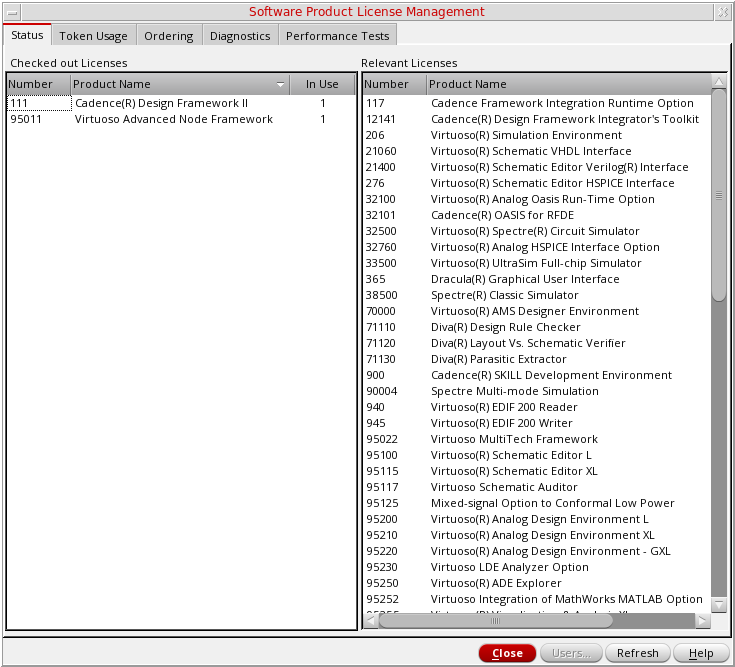 Software Product License Management
Status Token Usage Ordering Diagnostics Performance Tests
Checked out Licenses
Number Product Name In Use
111 Cadence(R) Design Framework II 1
95011 Virtuoso Advanced Node Framework 1
Relevant Licenses
Number Product Name
117 Cadence Framework Integration Runtime Option
12141 Cadence(R) Design Framework Integrator's Toolkit
206 Virtuoso(R) Simulation Environment
21060 Virtuoso(R) Schematic VHDL Interface
21400 Virtuoso(R) Schematic Editor Verilog(R) Interface
276 Virtuoso(R) Schematic Editor HSPICE Interface
32100 Virtuoso(R) Analog Oasis Run-Time Option
32101 Cadence(R) OASIS for RFDE
32500 Virtuoso(R) Spectre(R) Circuit Simulator
32760 Virtuoso(R) Analog HSPICE Interface Option
33500 Virtuoso(R) UltraSim Full-chip Simulator
365 Dracula(R) Graphical User Interface
38500 Spectre(R) Classic Simulator
70000 Virtuoso(R) AMS Designer Environment
71110 Diva(R) Design Rule Checker
71120 Diva(R) Layout Vs. Schematic Verifier
71130 Diva(R) Parasitic Extractor
900 Cadence(R) SKILL Development Environment
90004 Spectre Multi-mode Simulation
940 Virtuoso(R) EDIF 200 Reader
945 Virtuoso(R) EDIF 200 Writer
95022 Virtuoso MultiTech Framework
95100 Virtuoso(R) Schematic Editor L
95115 Virtuoso(R) Schematic Editor XL
95117 Virtuoso Schematic Auditor
95125 Mixed-signal Option to Conformal Low Power
95200 Virtuoso(R) Analog Design Environment L
95210 Virtuoso(R) Analog Design Environment XL
95220 Virtuoso(R) Analog Design Environment - GXL
95230 Virtuoso LDE Analyzer Option
95250 Virtuoso(R) ADE Explorer
95252 Virtuoso Integration of MathWorks MATLAB Option
Close Users... Refresh Help